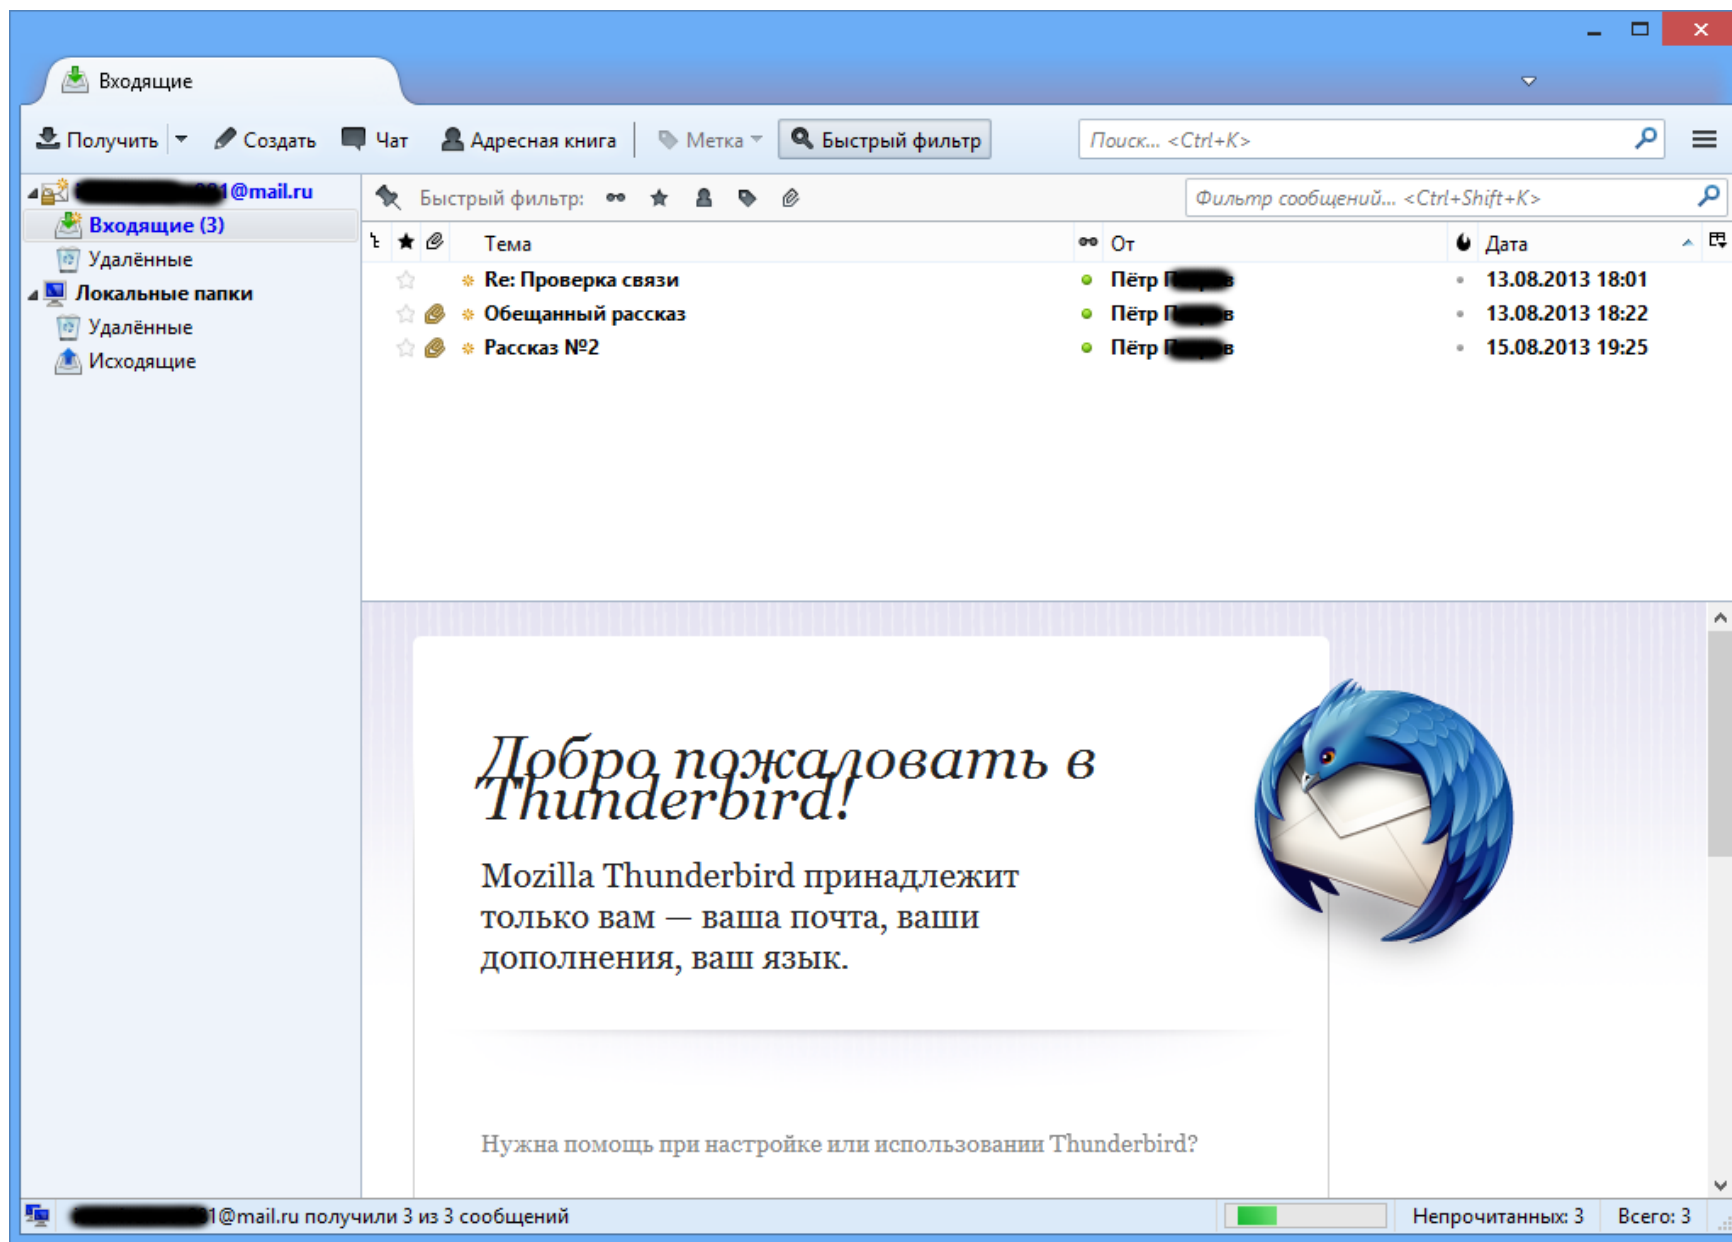 Входящие
Получить Создать Чат Адресная книга Метка Быстрый фильтр Поиск... <Ctrl+K>
1@mail.ru Быстрый фильтр: Фильтр сообщений... <Ctrl+Shift+K>
Входящие (3)
Тема От Дата
Удалённые
Re: Проверка связи Пётр 13.08.2013 18:01
Локальные папки
Обещанный рассказ Пётр 13.08.2013 18:22
Удалённые
Рассказ №2 Пётр 15.08.2013 19:25
Исходящие
Добро пожаловать в
Thunderbird!
Mozilla Thunderbird принадлежит
только вам — ваша почта, ваши
дополнения, ваш язык.
Нужна помощь при настройке или использовании Thunderbird?
1@mail.ru получили 3 из 3 сообщений Непрочитанных: 3 Всего: 3